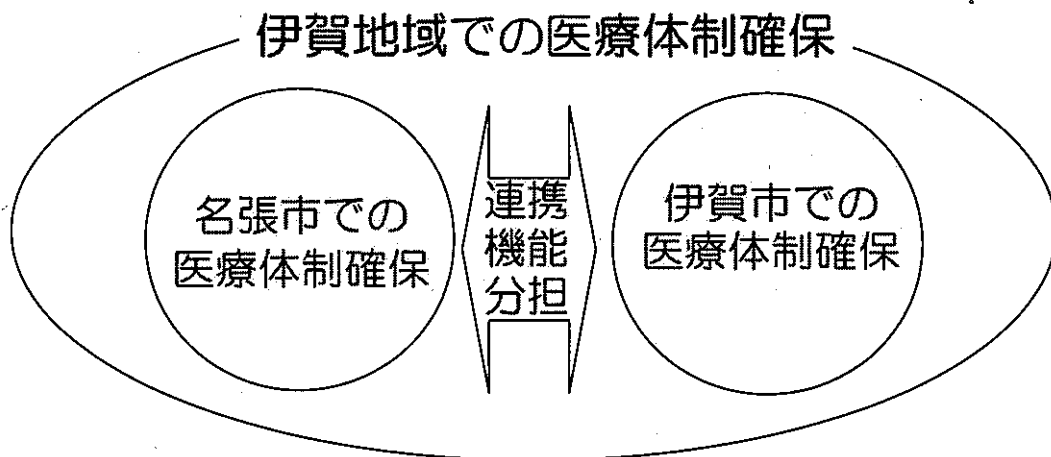 伊賀地域での医療体制確保
名張市での
医療体制確保
連携
機能
分担
伊賀市での
医療体制確保